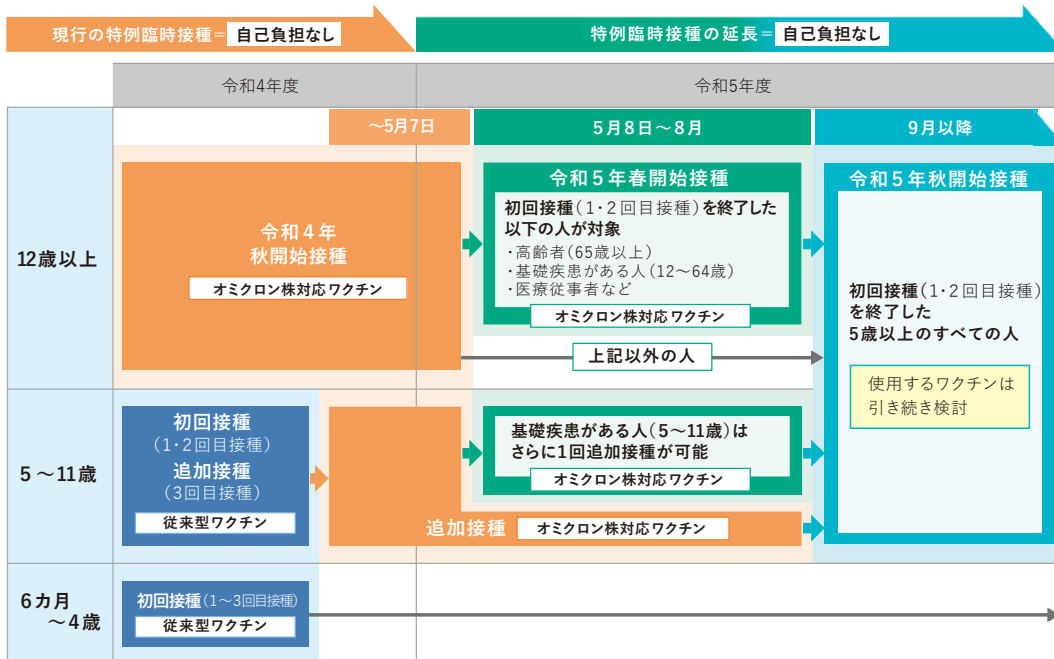 現行の特例臨時接種=自己負担なし
特例臨時接種の延長=自己負担なし
令和4年度
令和5年度
～5月7日
5月8日～8月
9月以降
12歳以上
令和4年
秋開始接種
オミクロン株対応ワクチン
令和5年春開始接種
初回接種(1・2回目接種)を終了した
以下の人が対象
・高齢者(65歳以上)
・基礎疾患がある人(12～64歳)
・医療従事者など
オミクロン株対応ワクチン
上記以外の人
令和5年秋開始接種
初回接種(1・2回目接種)
を終了した
5歳以上のすべての人
使用するワクチンは
引き続き検討
5～11歳
初回接種
(1・2回目接種)
追加接種
(3回目接種)
従来型ワクチン
基礎疾患がある人(5～11歳)は
さらに1回追加接種が可能
オミクロン株対応ワクチン
追加接種 オミクロン株対応ワクチン
6カ月
～4歳
初回接種(1～3回目接種)
従来型ワクチン